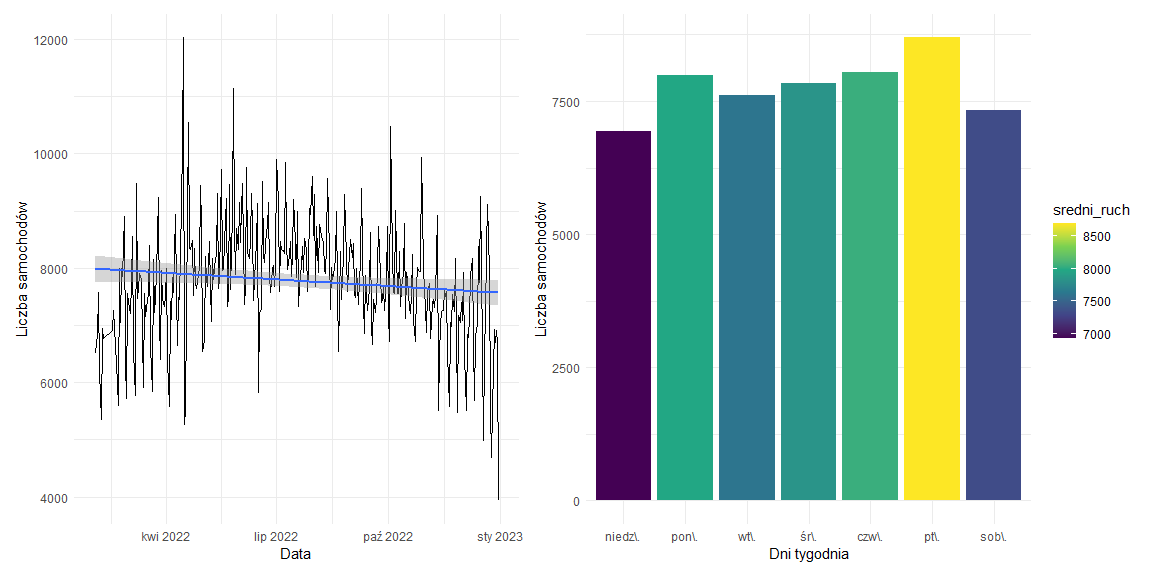 12000
10000
8000
6000
4000
Liczba samochodów
kwi 2022
lip 2022
paź 2022
sty 2023
Data
7500
5000
2500
0
Liczba samochodów
niedz\.
pon\.
wt\.
śr\.
czw\.
pt\.
sob\.
Dni tygodnia
sredni_ruch
8500
8000
7500
7000